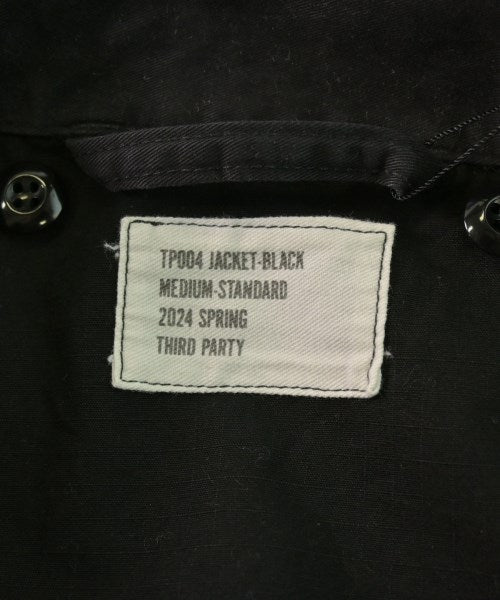 TP004 JACKET-BLACK
MEDIUM-STANDARD
2024 SPRING
THIRD PARTY